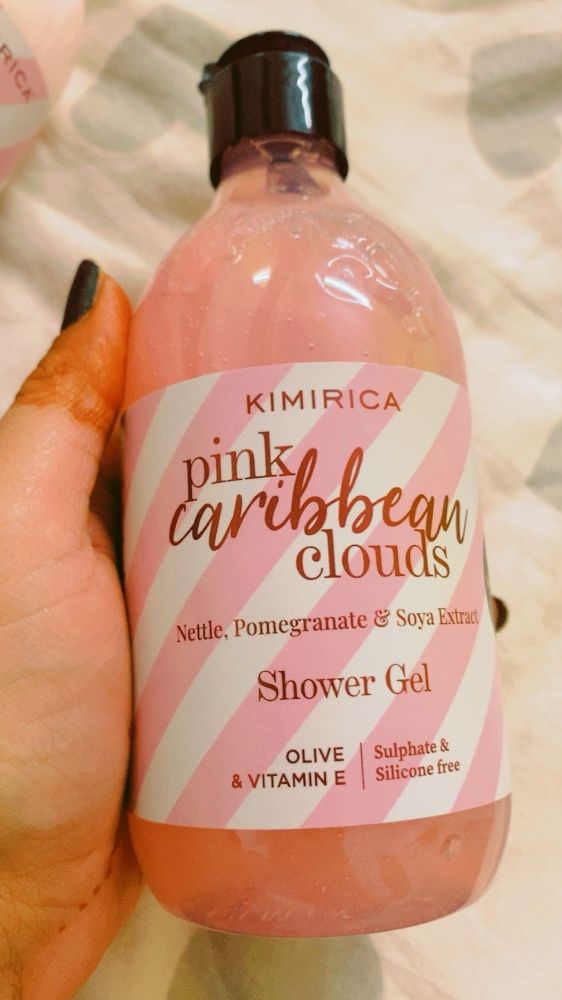 KIMIRICA
pink
caribbean
clouds
Nettle, Pomegranate & Soya Extract
Shower Gel
OLIVE
& VITAMIN E
Sulphate &
Silicone free